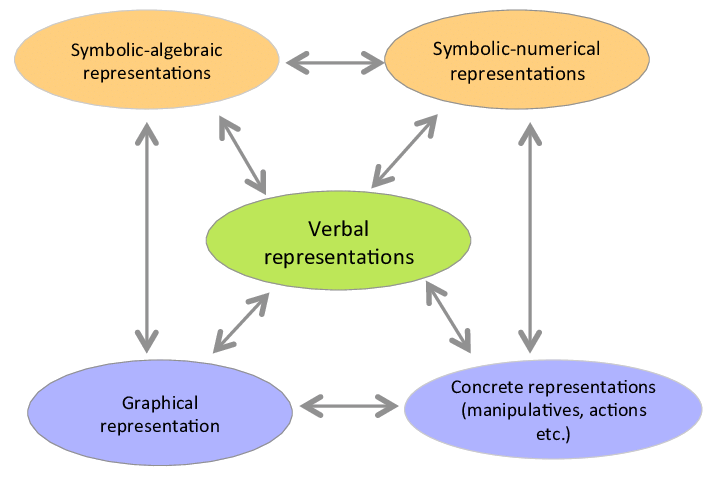 Symbolic-algebraic
representations
Symbolic-numerical
representations
Verbal
representations
Graphical
representation
Concrete representations
(manipulatives, actions
etc.)